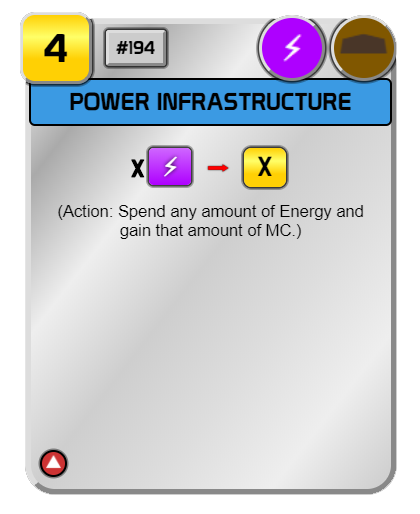 4
#194
POWER INFRASTRUCTURE
X X
(Action: Spend any amount of Energy and
gain that amount of MC.)